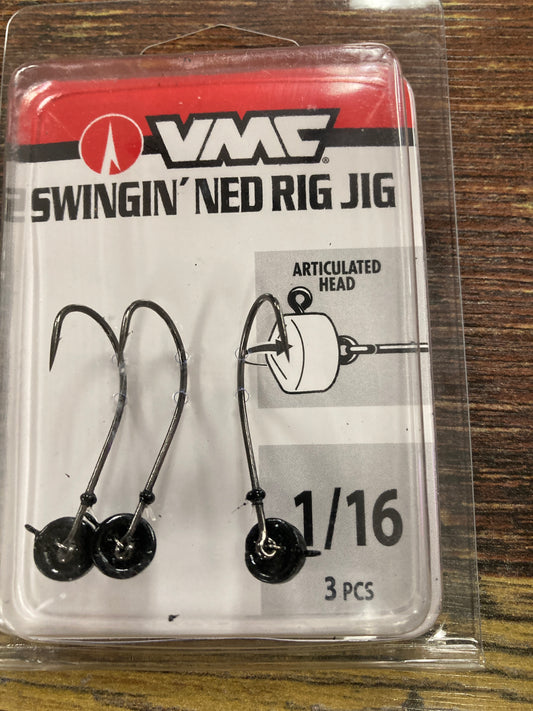 VMC®
SWINGIN' NED RIG JIG
ARTICULATED
HEAD
1/16
3 PCS